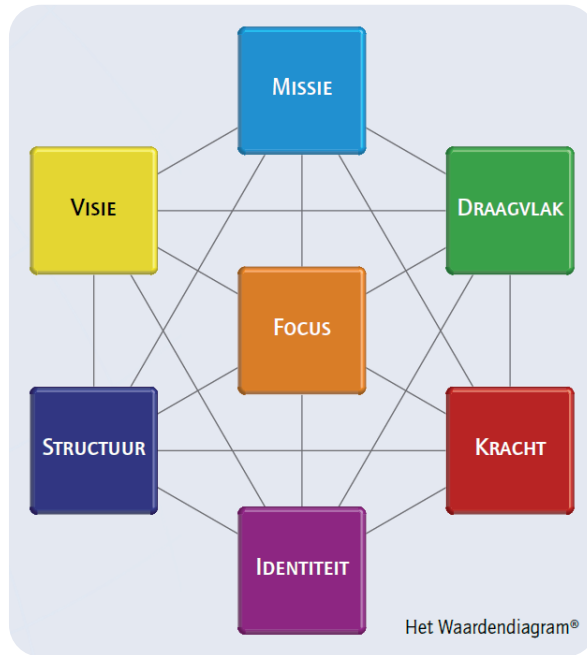 MISSIE
VISIE
DRAAGVLAK
FOCUS
STRUCTUUR
KRACHT
IDENTITEIT
Het Waardendiagram®